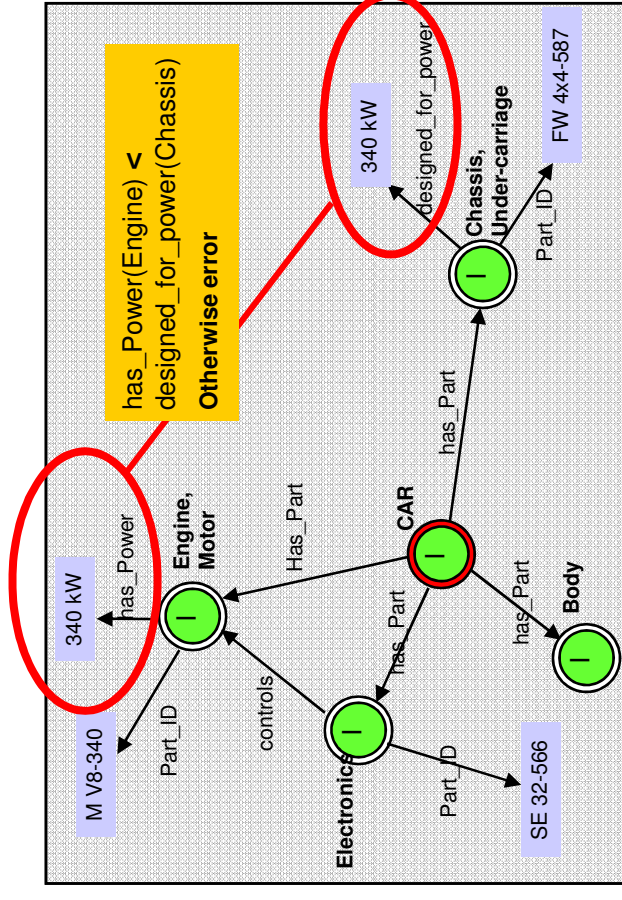 has_Power(Engine) <
designed_for_power(Chassis)
Otherwise error
340 kW
has_Power
M V8-340
Part_ID
Engine,
Motor
340 kW
designed_for_power
Chassis,
Under-carriage
Part_ID
FW 4x4-587
controls
Has_Part
has_Part
CAR
Electronics
has_Part
Part_ID
SE 32-566
has_Part
Body
I
I
I
I
I